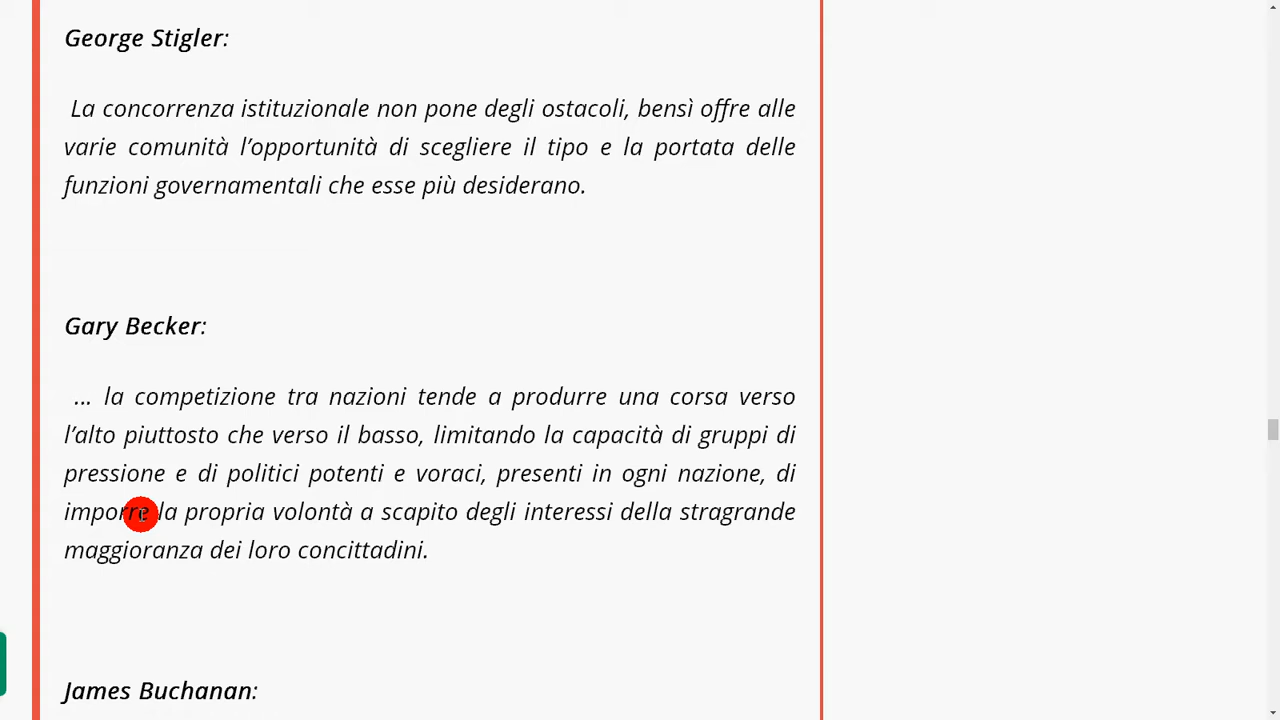 George Stigler:
La concorrenza istituzionale non pone degli ostacoli, bensì offre alle
varie comunità l’opportunità di scegliere il tipo e la portata delle
funzioni governamentali che esse più desiderano.
Gary Becker:
... la competizione tra nazioni tende a produrre una corsa verso
l’alto piuttosto che verso il basso, limitando la capacità di gruppi di
pressione e di politici potenti e voraci, presenti in ogni nazione, di
imporre la propria volontà a scapito degli interessi della stragrande
maggioranza dei loro concittadini.
James Buchanan: